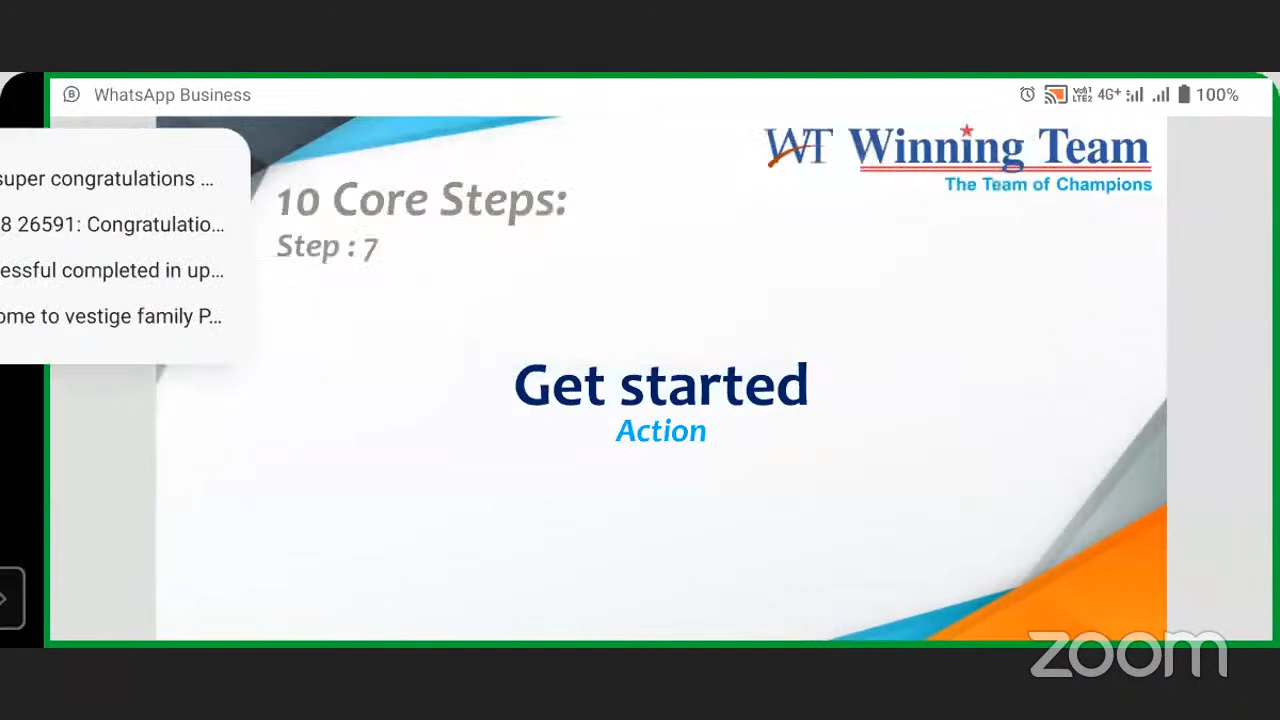 WhatsApp Business
4G+ 100%
super congratulations ...
8 26591: Congratulatio...
essful completed in up...
ome to vestige family P...
WT Winning Team
The Team of Champions
10 Core Steps:
Step : 7
Get started
Action
zoom